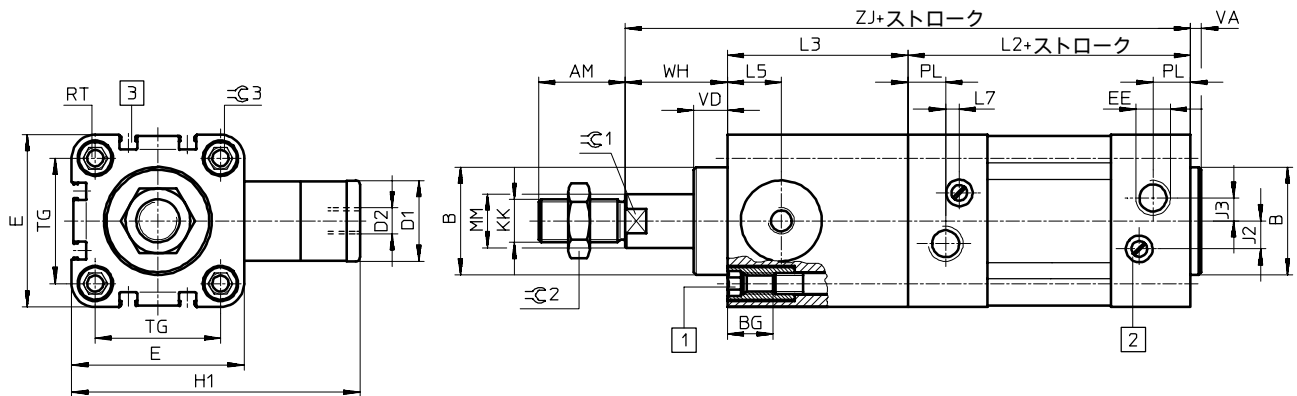 ZJ+ストローク
VA
L3
L2+ストローク
AM
WH
L5
PL
PL
RT
3
=C3
VD
L7
EE
=C1
E
TG
D2
D1
B
MM
KK
J3
J2
B
=C2
TG
1
BG
2
E
H1